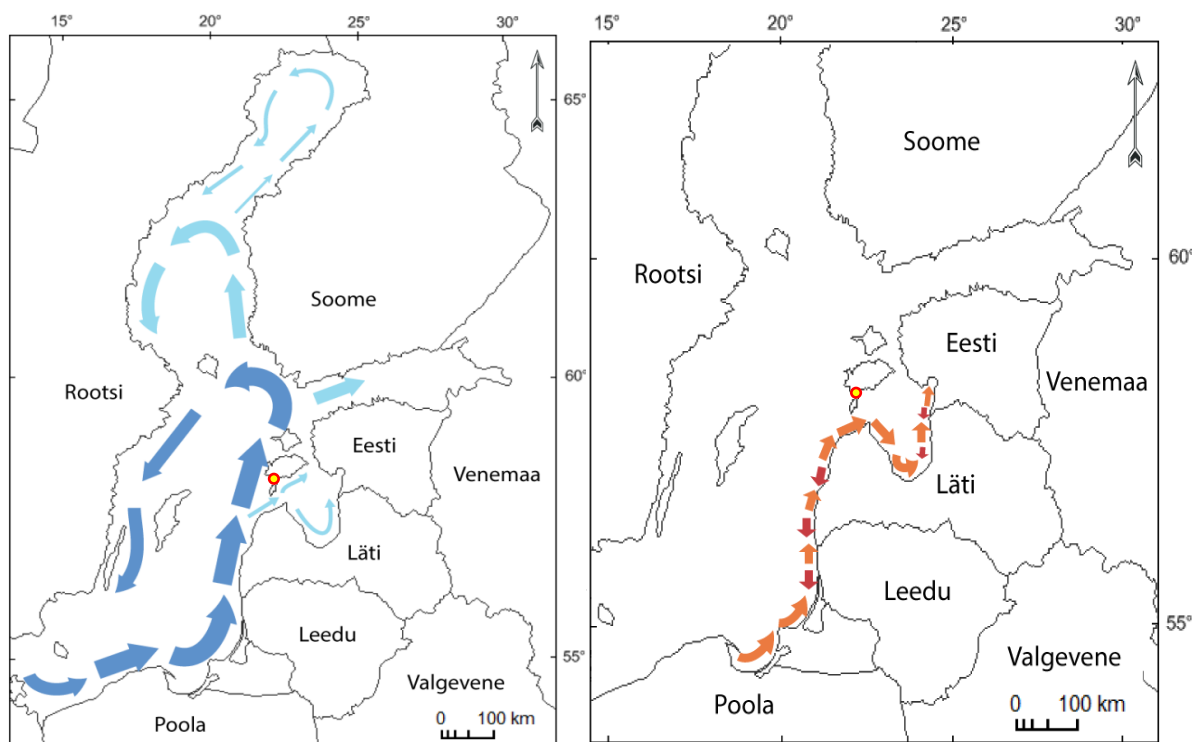 15° 20° 25° 30°
65°
Soome
Rootsi
60°
Eesti
Venemaa
Läti
Leedu
55°
Valgevene
Poola
0 100 km
15° 20° 25° 30°
Soome
60°
Rootsi
Eesti
Venemaa
Läti
Leedu
55°
Valgevene
Poola
0 100 km